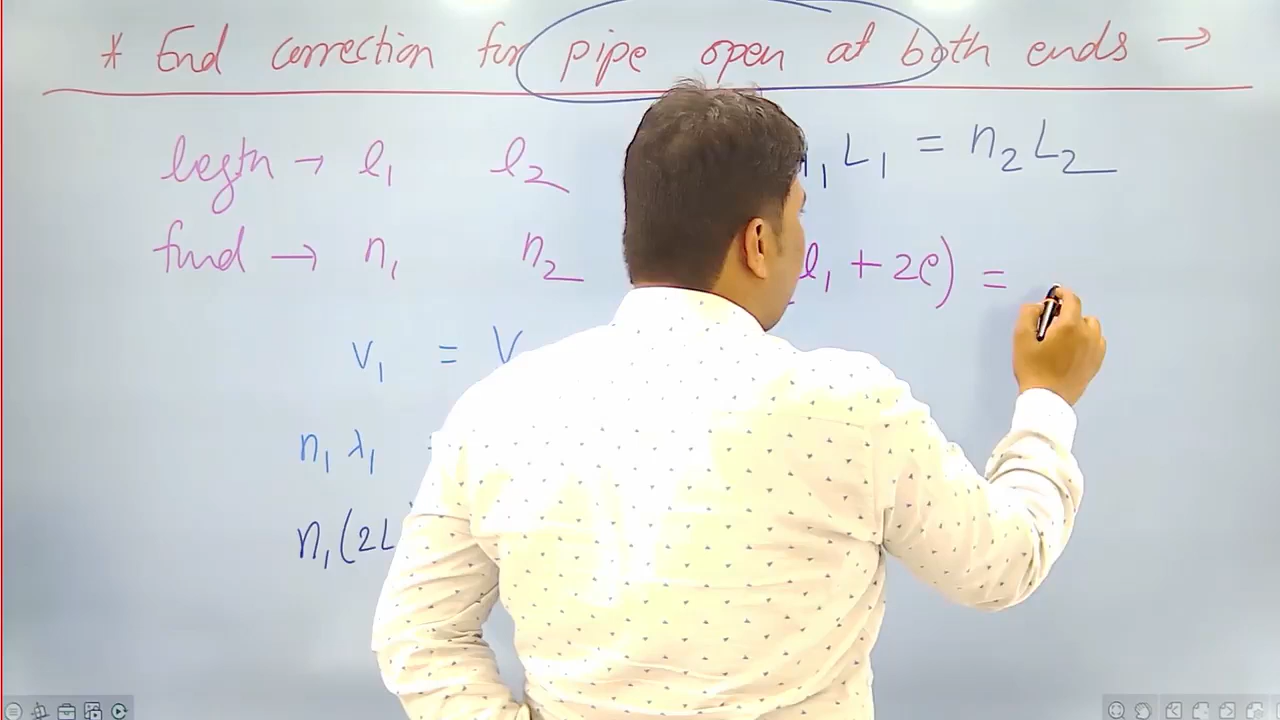 * End correction for pipe open at both ends →
legth → l₁ l₂
fund → n₁ n₂
v₁ = v
n₁ λ₁
n₁(2L
n₁ L₁ = n₂ L₂
l₁ + 2e) =